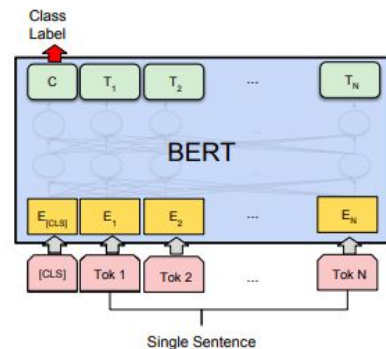 Class
Label
C T1 T2 ... TN
BERT
E[CLS] E1 E2 ... EN
[CLS] Tok 1 Tok 2 ... Tok N
Single Sentence